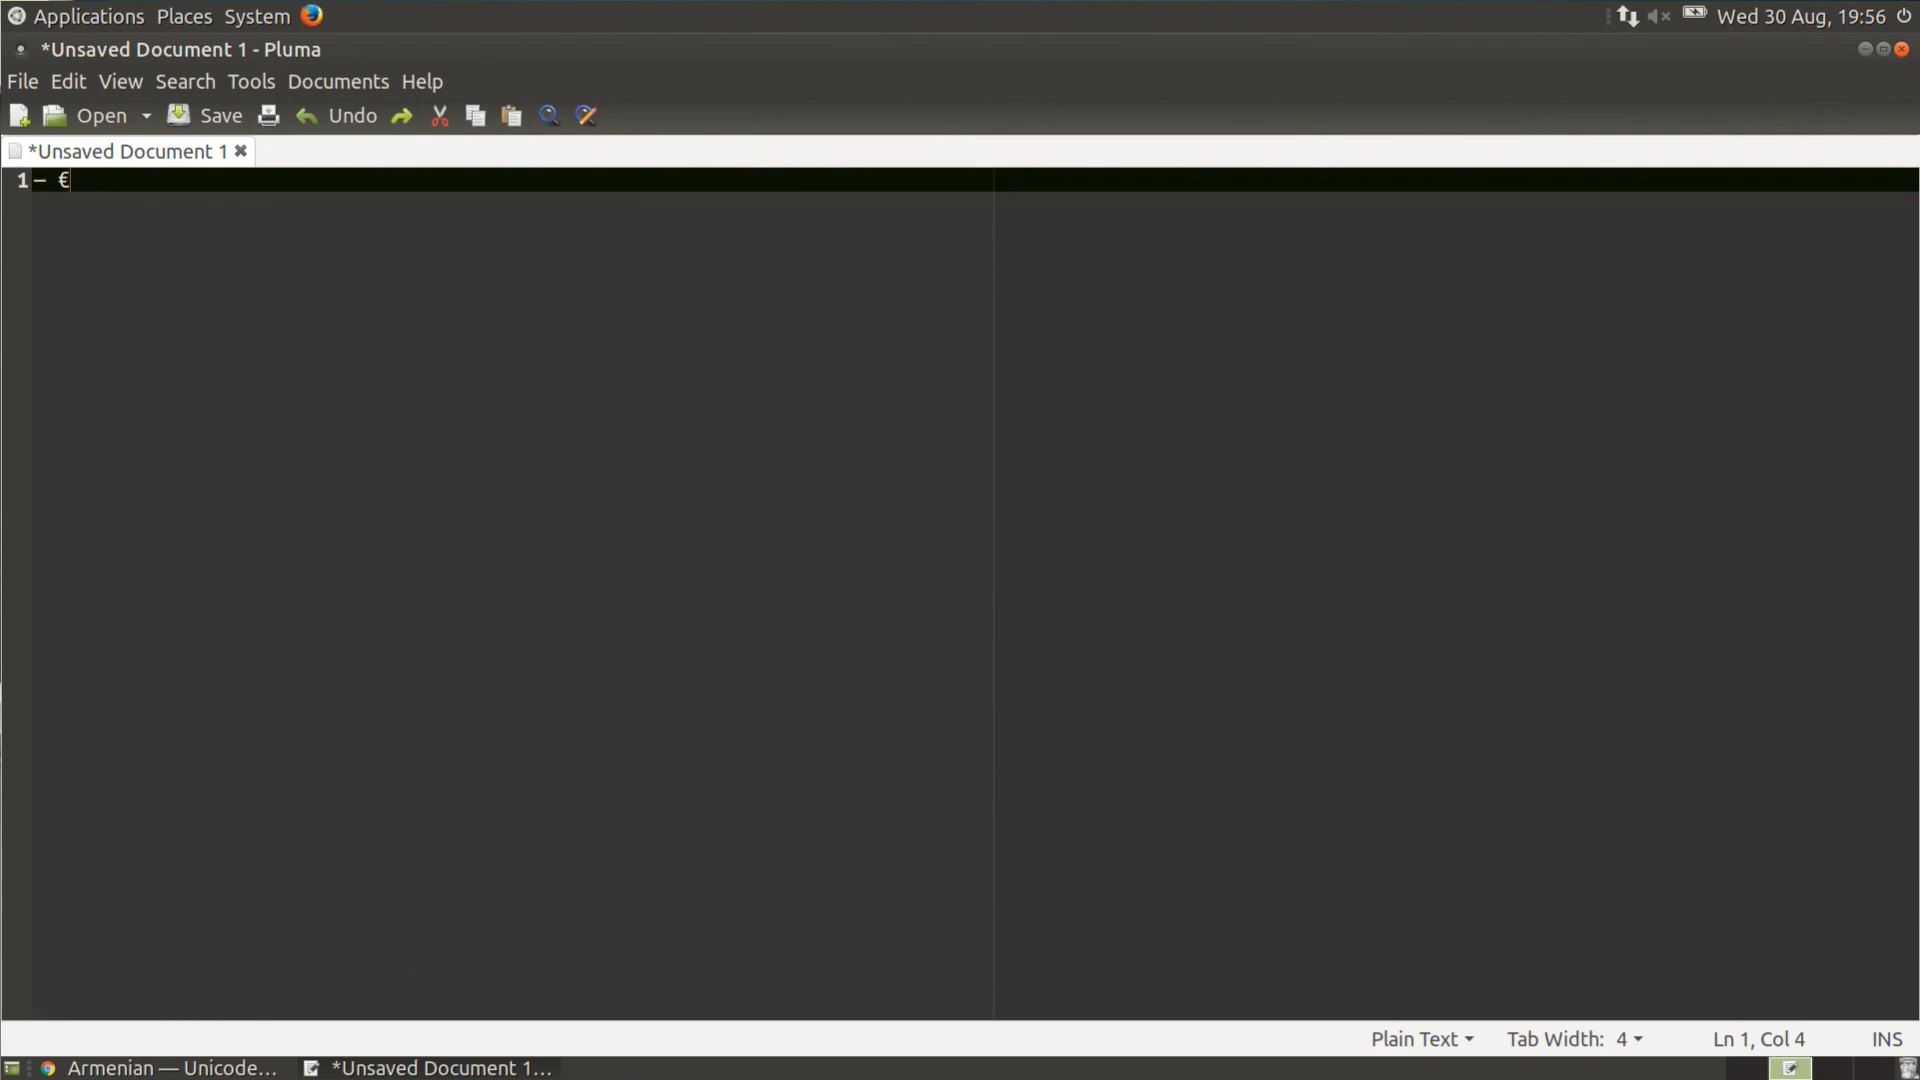 Applications Places System Wed 30 Aug, 19:56
*Unsaved Document 1 - Pluma
File Edit View Search Tools Documents Help
Open Save Undo
*Unsaved Document 1
1 – €
Plain Text Tab Width: 4 Ln 1, Col 4 INS
Armenian — Unicode... *Unsaved Document 1...